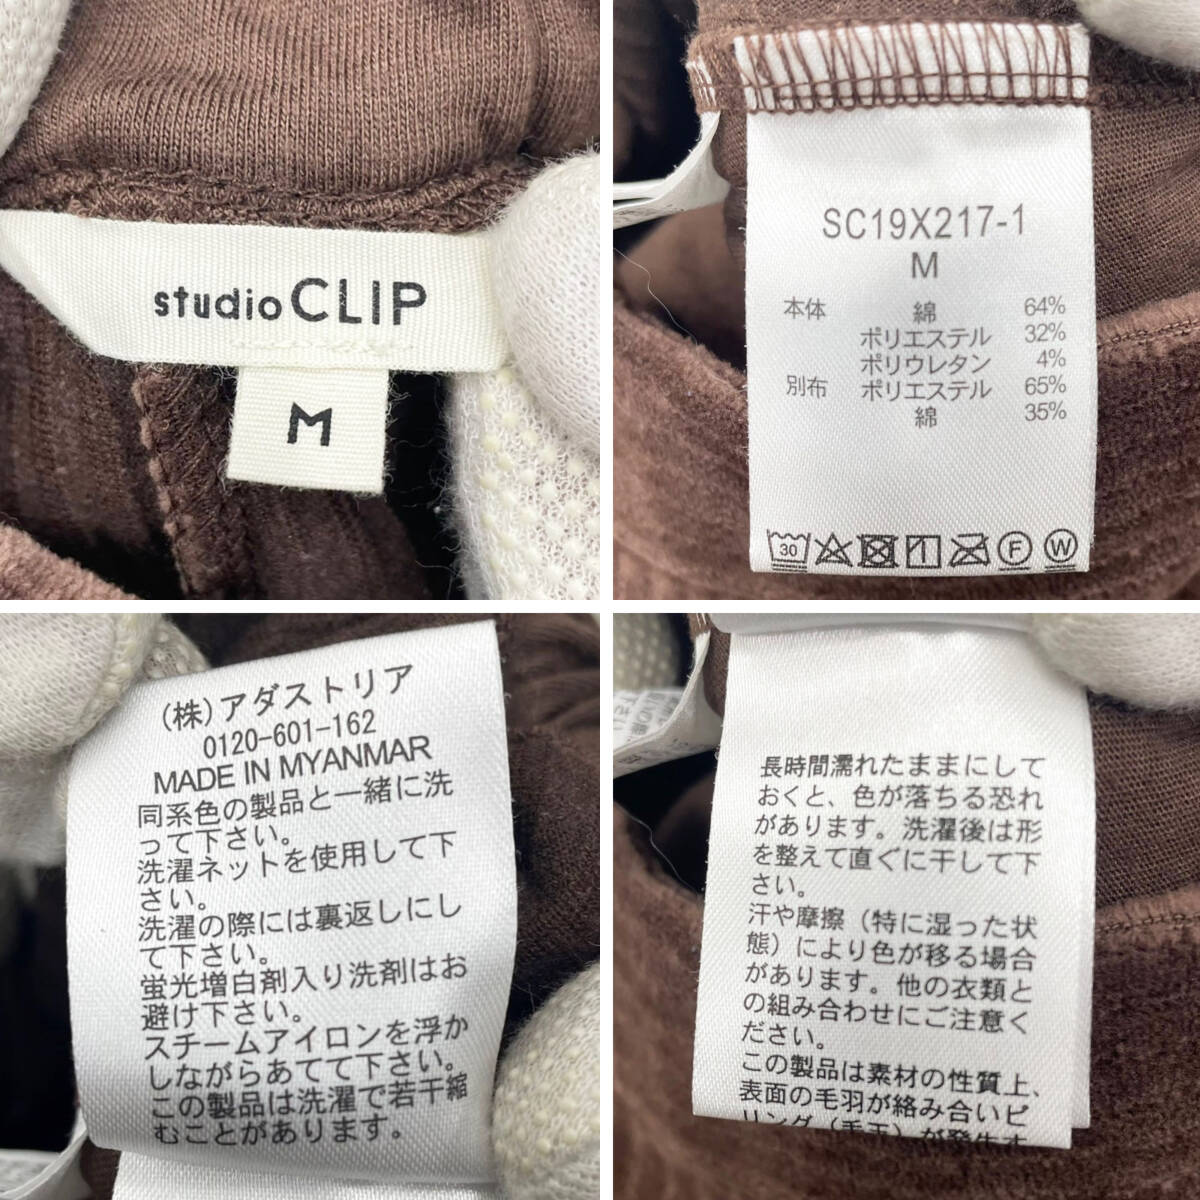 studio CLIP
M
SC19X217-1
M
本体 綿 64%
ポリエステル 32%
ポリウレタン 4%
別布 ポリエステル 65%
綿 35%
30 F W
(株)アダストリア
0120-601-162
MADE IN MYANMAR
同系色の製品と一緒に洗
って下さい。
洗濯ネットを使用して下
さい。
洗濯の際には裏返しにし
て下さい。
蛍光増白剤入り洗剤はお
避け下さい。
スチームアイロンを浮か
しながらあてて下さい。
この製品は洗濯で若干縮
むことがあります。
長時間濡れたままにして
おくと、色が落ちる恐れ
があります。洗濯後は形
を整えて直ぐに干して下
さい。
汗や摩擦（特に湿った状
態）により色が移る場合
があります。他の衣類と
の組み合わせにご注意く
ださい。
この製品は素材の性質上、
表面の毛羽が絡み合いピ
リング（毛玉）が発生す